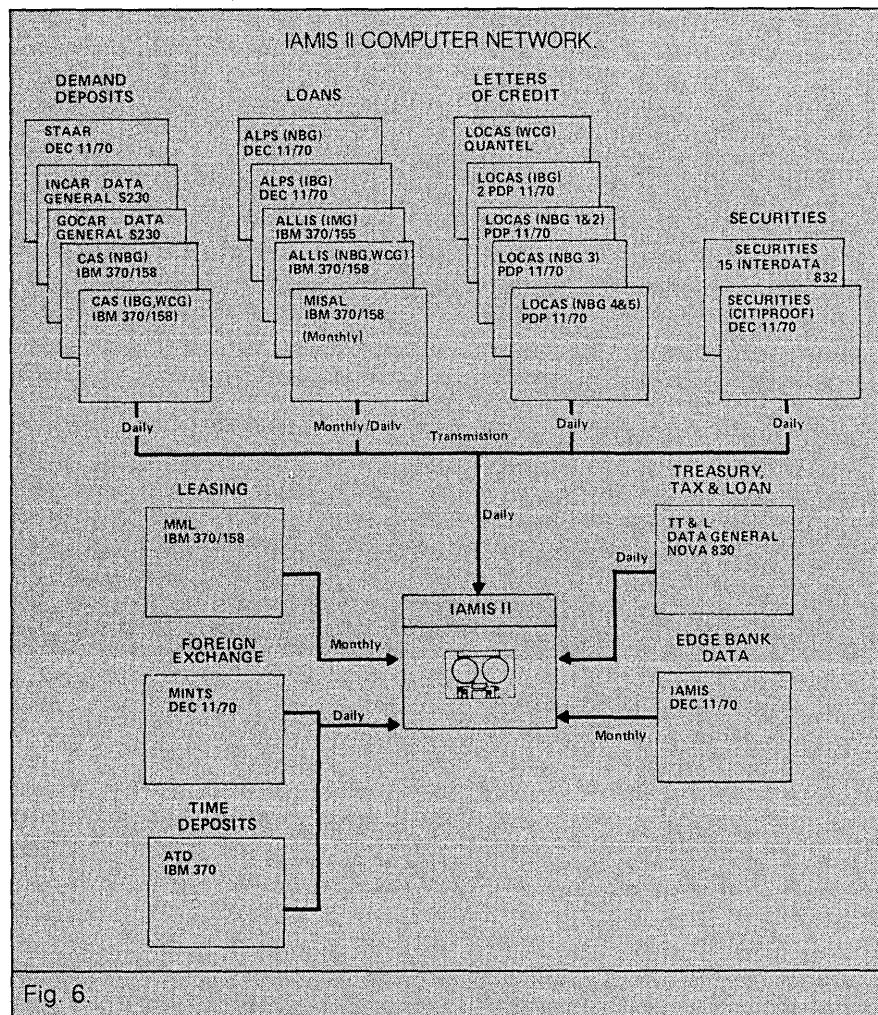 IAMIS II COMPUTER NETWORK.
DEMAND
DEPOSITS
STAAR
DEC 11/70
INCAR DATA
GENERAL S230
GOCAR DATA
GENERAL S230
CAS (NBG)
IBM 370/158
CAS (IBG,WCG)
IBM 370/158)
LOANS
ALPS (NBG)
DEC 11/70
ALPS (IBG)
DEC 11/70
ALLIS (IMG)
IBM 370/155
ALLIS (NBG,WCG)
IBM 370/158
MISAL
IBM 370/158
(Monthly)
LETTERS
OF CREDIT
LOCAS (WCG)
QUANTEL
LOCAS (IBG)
2 PDP 11/70
LOCAS (NBG 1&2)
PDP 11/70
LOCAS (NBG 3)
PDP 11/70
LOCAS (NBG 4&5)
PDP 11/70
SECURITIES
SECURITIES
15 INTERDATA
832
SECURITIES
(CITIPROOF)
DEC 11/70
Daily
Monthly/Daily
Transmission
Daily
Daily
Daily
LEASING
MML
IBM 370/158
Monthly
FOREIGN
EXCHANGE
MINTS
DEC 11/70
Daily
TIME
DEPOSITS
ATD
IBM 370
IAMIS II
TREASURY,
TAX & LOAN
TT & L
DATA GENERAL
NOVA 830
Daily
EDGE BANK
DATA
IAMIS
DEC 11/70
Monthly
Fig. 6.